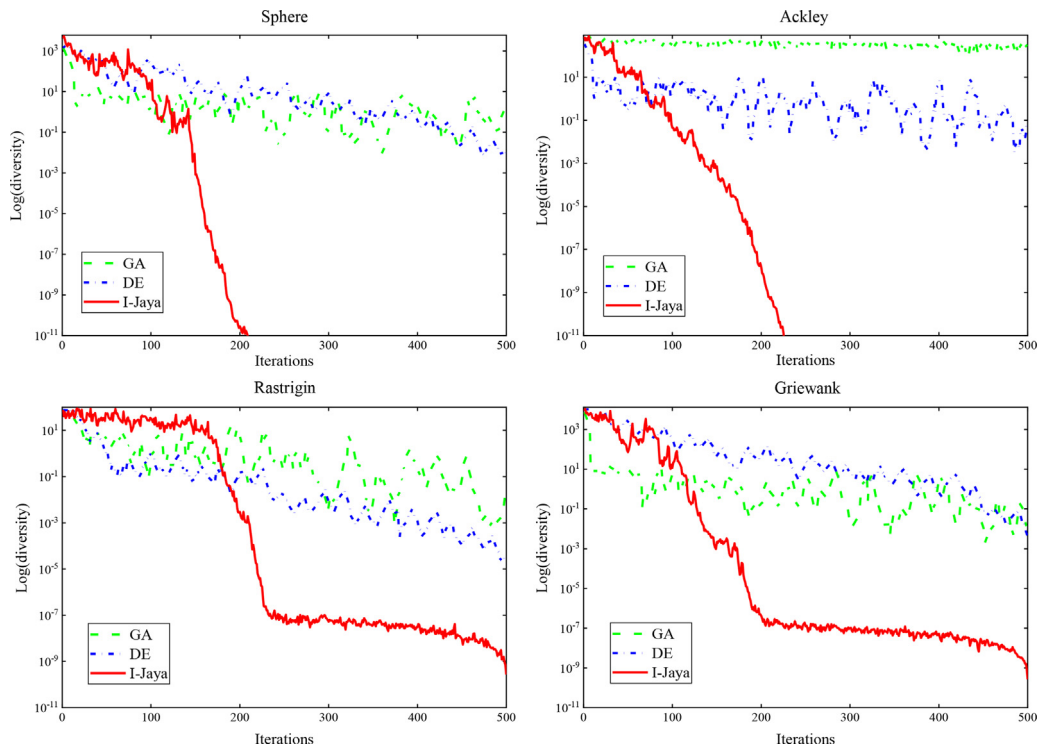 Sphere
Log(diversity)
10^3
10^1
10^-1
10^-3
10^-5
10^-7
10^-9
10^-11
GA
DE
I-Jaya
0 100 200 300 400 500
Iterations
Ackley
Log(diversity)
10^1
10^-1
10^-3
10^-5
10^-7
10^-9
10^-11
GA
DE
I-Jaya
0 100 200 300 400 500
Iterations
Rastrigin
Log(diversity)
10^1
10^-1
10^-3
10^-5
10^-7
10^-9
10^-11
GA
DE
I-Jaya
0 100 200 300 400 500
Iterations
Griewank
Log(diversity)
10^3
10^1
10^-1
10^-3
10^-5
10^-7
10^-9
10^-11
GA
DE
I-Jaya
0 100 200 300 400 500
Iterations